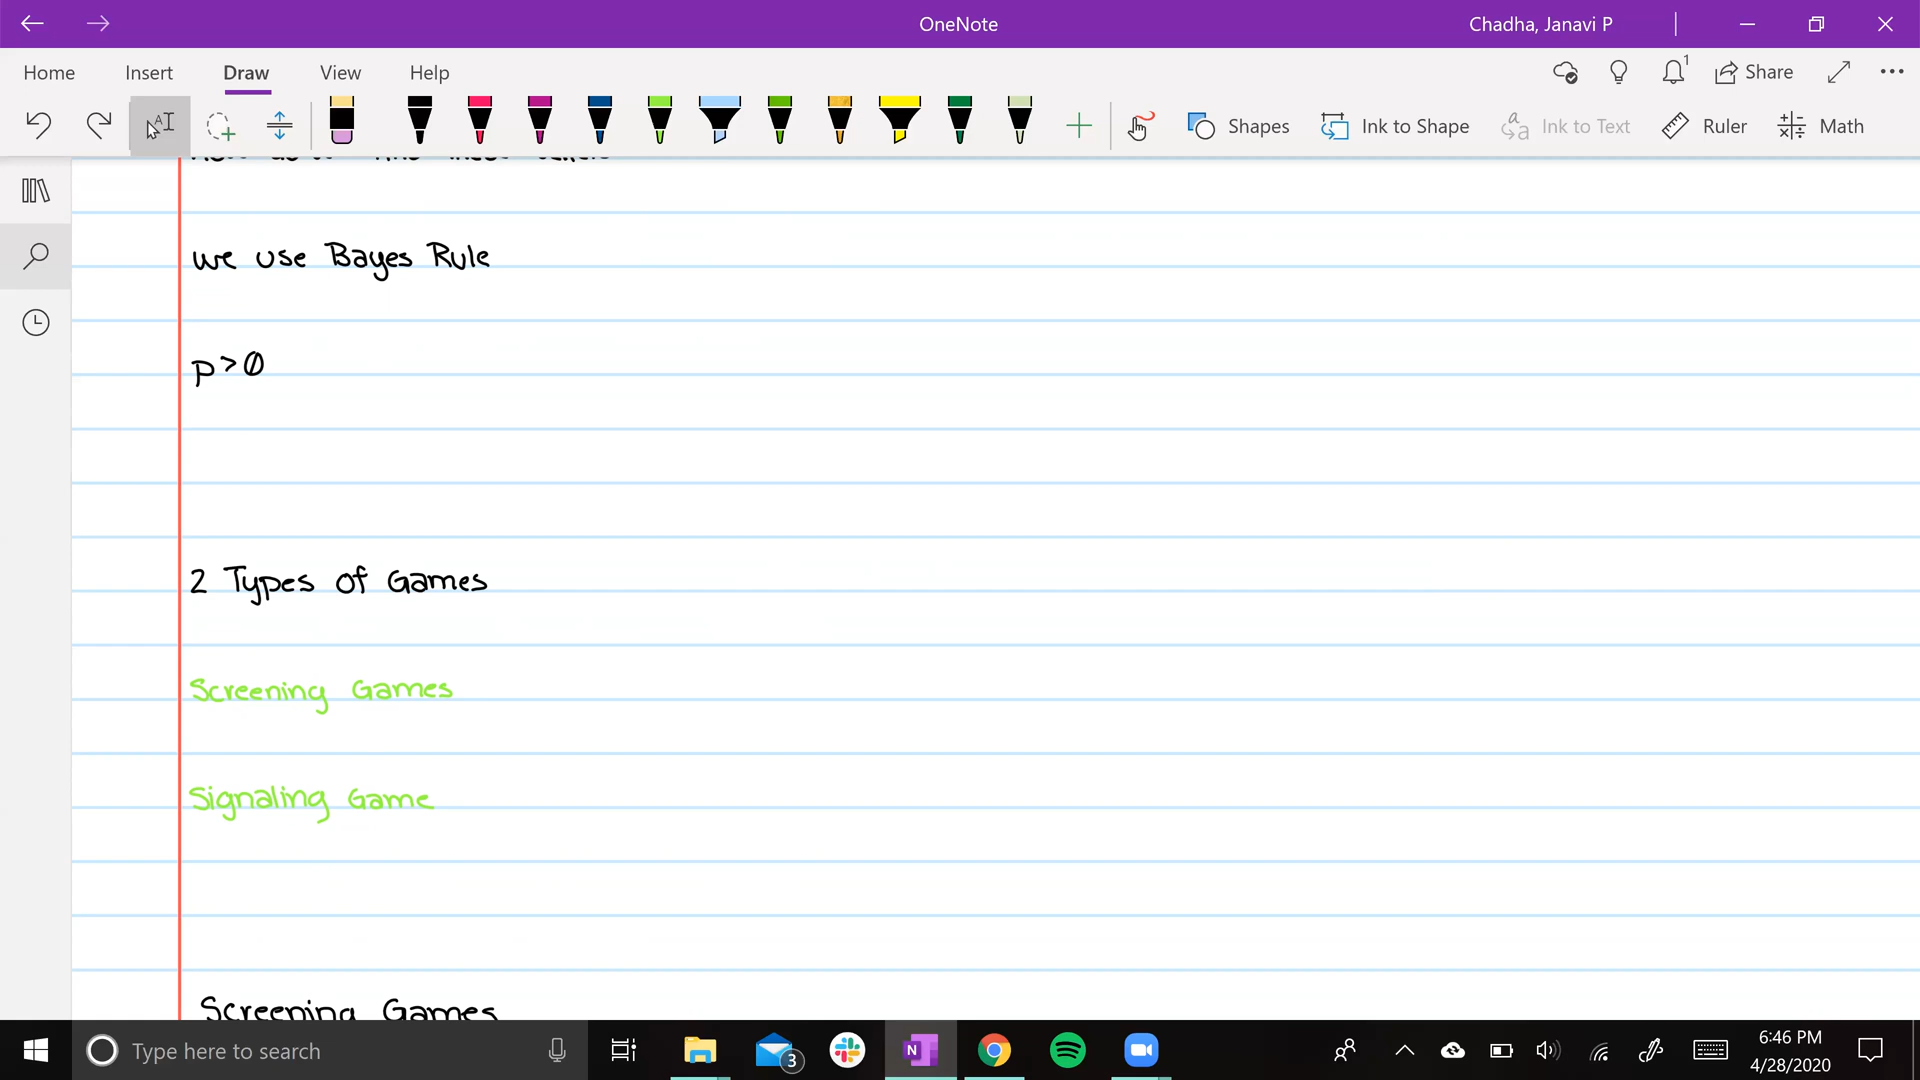 OneNote
Chadha, Janavi P
Home Insert Draw View Help
1 Share
Shapes Ink to Shape Ink to Text Ruler Math
we use Bayes Rule
p>0
2 Types of Games
Screening Games
Signaling Game
Screening Games
Type here to search
3
6:46 PM
4/28/2020